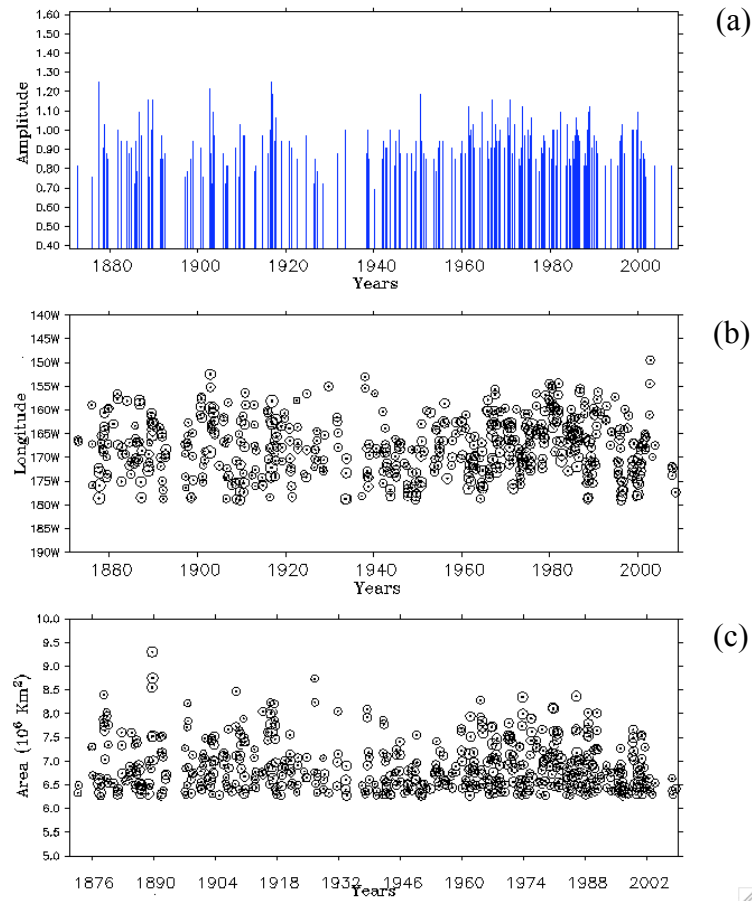 (a)
1.60
1.50
1.40
1.30
1.20
1.10
1.00
0.90
0.80
0.70
0.60
0.50
0.40
Amplitude
1880 1900 1920 1940 1960 1980 2000
Years
(b)
140W
145W
150W
155W
160W
165W
170W
175W
180W
185W
190W
Longitude
1880 1900 1920 1940 1960 1980 2000
Years
(c)
10.0
9.5
9.0
8.5
8.0
7.5
7.0
6.5
6.0
5.5
5.0
Area (10⁶ Km²)
1876 1890 1904 1918 1932 1946 1960 1974 1988 2002
Years